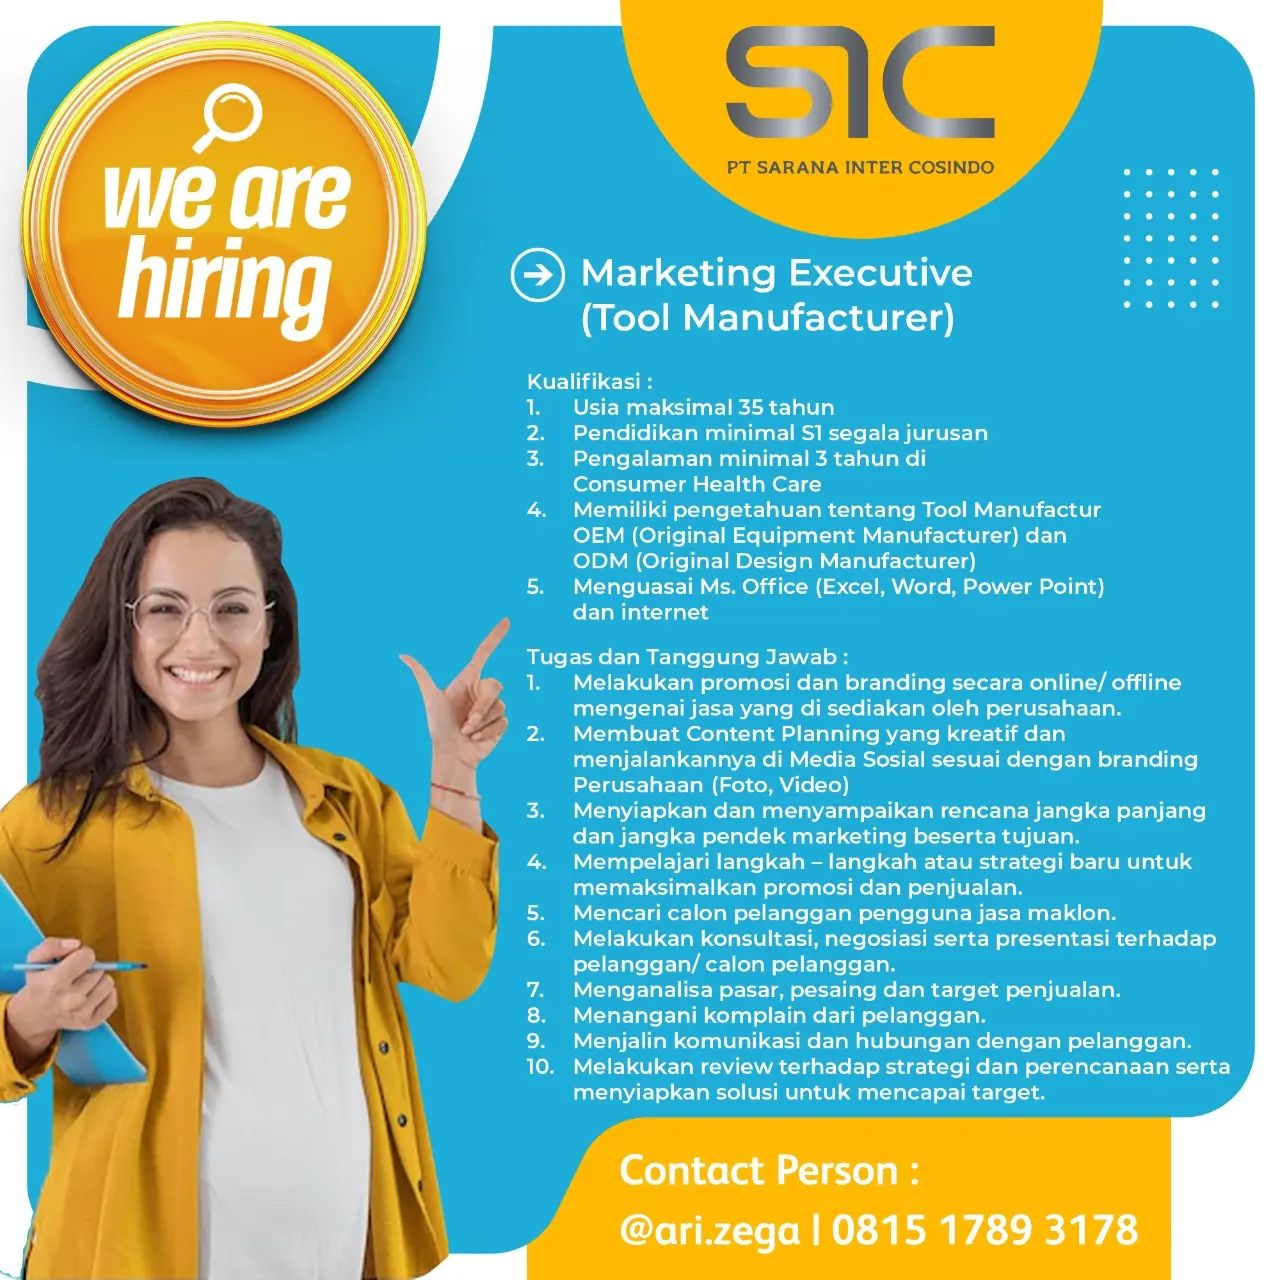 we are
hiring
SIC
PT SARANA INTER COSINDO
Marketing Executive
(Tool Manufacturer)
Kualifikasi :
1. Usia maksimal 35 tahun
2. Pendidikan minimal S1 segala jurusan
3. Pengalaman minimal 3 tahun di
Consumer Health Care
4. Memiliki pengetahuan tentang Tool Manufactur
OEM (Original Equipment Manufacturer) dan
ODM (Original Design Manufacturer)
5. Menguasai Ms. Office (Excel, Word, Power Point)
dan internet
Tugas dan Tanggung Jawab :
1. Melakukan promosi dan branding secara online/ offline
mengenai jasa yang di sediakan oleh perusahaan.
2. Membuat Content Planning yang kreatif dan
menjalankannya di Media Sosial sesuai dengan branding
Perusahaan (Foto, Video)
3. Menyiapkan dan menyampaikan rencana jangka panjang
dan jangka pendek marketing beserta tujuan.
4. Mempelajari langkah – langkah atau strategi baru untuk
memaksimalkan promosi dan penjualan.
5. Mencari calon pelanggan pengguna jasa maklon.
6. Melakukan konsultasi, negosiasi serta presentasi terhadap
pelanggan/ calon pelanggan.
7. Menganalisa pasar, pesaing dan target penjualan.
8. Menangani komplain dari pelanggan.
9. Menjalin komunikasi dan hubungan dengan pelanggan.
10. Melakukan review terhadap strategi dan perencanaan serta
menyiapkan solusi untuk mencapai target.
Contact Person :
@ari.zega | 0815 1789 3178